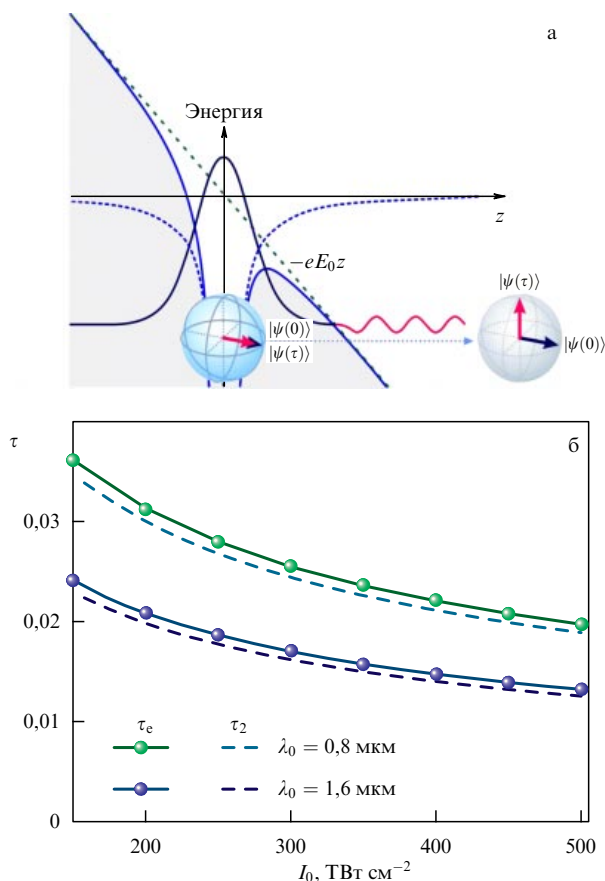 а
Энергия
z
−eE₀z
|ψ(τ)⟩
|ψ(0)⟩
|ψ(τ)⟩
|ψ(0)⟩
τ
б
0,03
0,02
0,01
0
τe τ2
λ0 = 0,8 мкм
λ0 = 1,6 мкм
200 300 400 500
I0, ТВт см⁻²